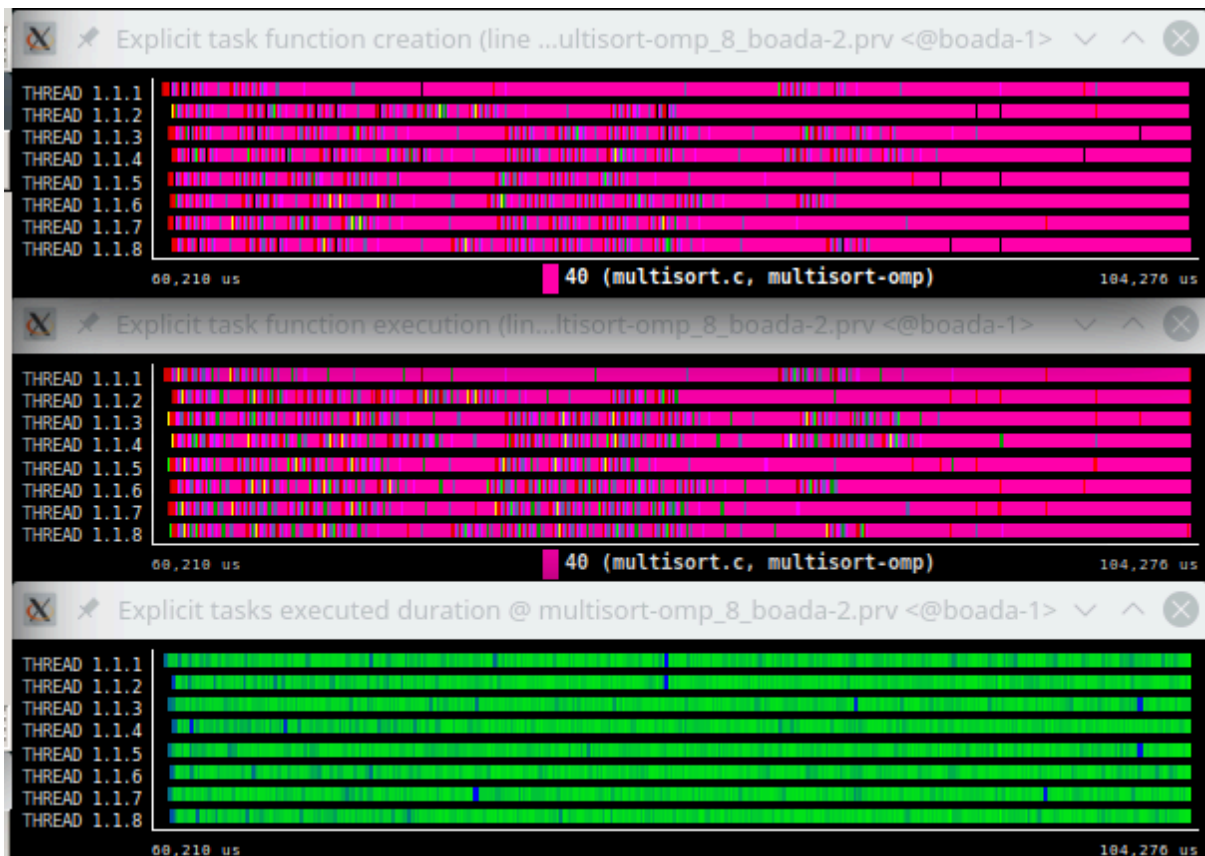 Explicit task function creation (line ...ultisort-omp_8_boada-2.prv <@boada-1>
THREAD 1.1.1
THREAD 1.1.2
THREAD 1.1.3
THREAD 1.1.4
THREAD 1.1.5
THREAD 1.1.6
THREAD 1.1.7
THREAD 1.1.8
60,210 us 40 (multisort.c, multisort-omp) 104,276 us
Explicit task function execution (lin...ltisort-omp_8_boada-2.prv <@boada-1>
THREAD 1.1.1
THREAD 1.1.2
THREAD 1.1.3
THREAD 1.1.4
THREAD 1.1.5
THREAD 1.1.6
THREAD 1.1.7
THREAD 1.1.8
60,210 us 40 (multisort.c, multisort-omp) 104,276 us
Explicit tasks executed duration @ multisort-omp_8_boada-2.prv <@boada-1>
THREAD 1.1.1
THREAD 1.1.2
THREAD 1.1.3
THREAD 1.1.4
THREAD 1.1.5
THREAD 1.1.6
THREAD 1.1.7
THREAD 1.1.8
60,210 us 104,276 us